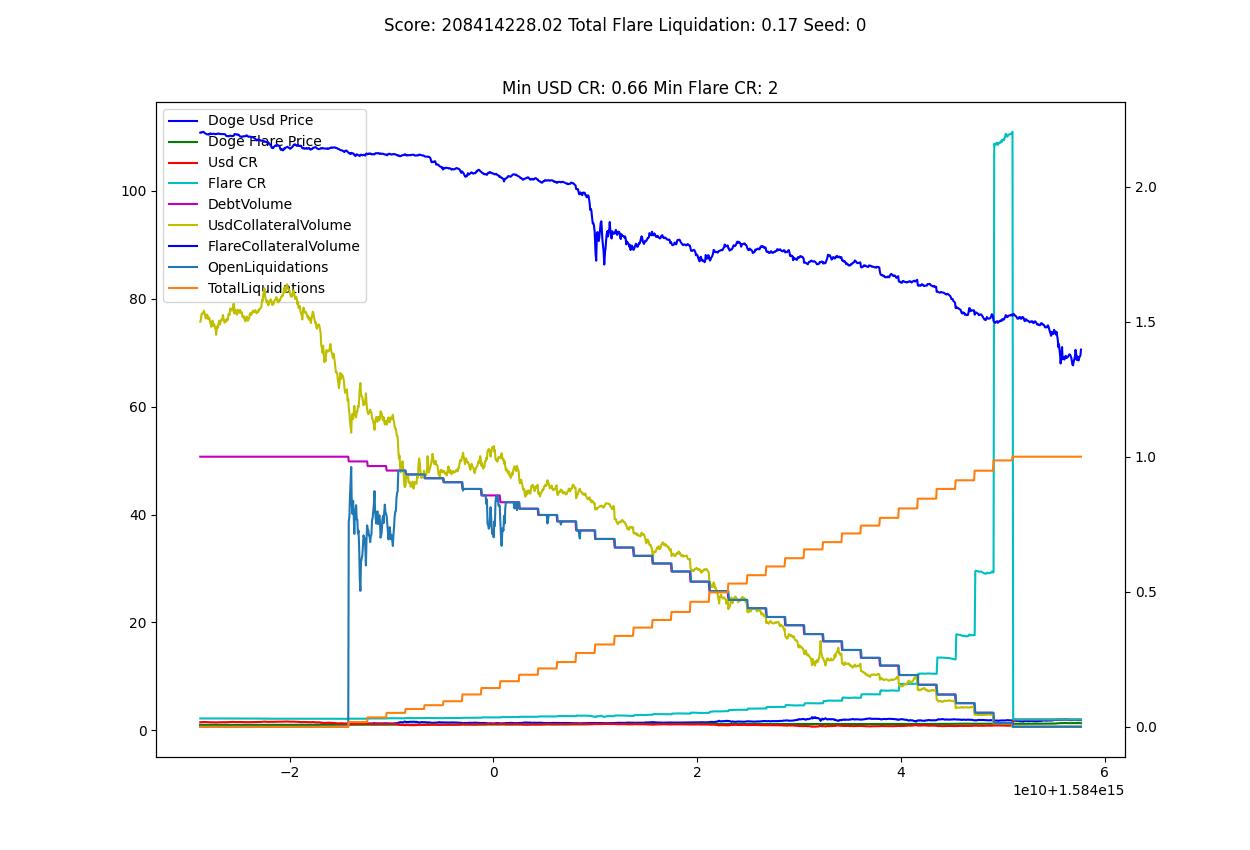 Score: 208414228.02 Total Flare Liquidation: 0.17 Seed: 0
Min USD CR: 0.66 Min Flare CR: 2
Doge Usd Price
Doge Flare Price
Usd CR
Flare CR
DebtVolume
UsdCollateralVolume
FlareCollateralVolume
OpenLiquidations
TotalLiquidations
100
80
60
40
20
0
2.0
1.5
1.0
0.5
0.0
−2 0 2 4 6
1e10+1.584e15